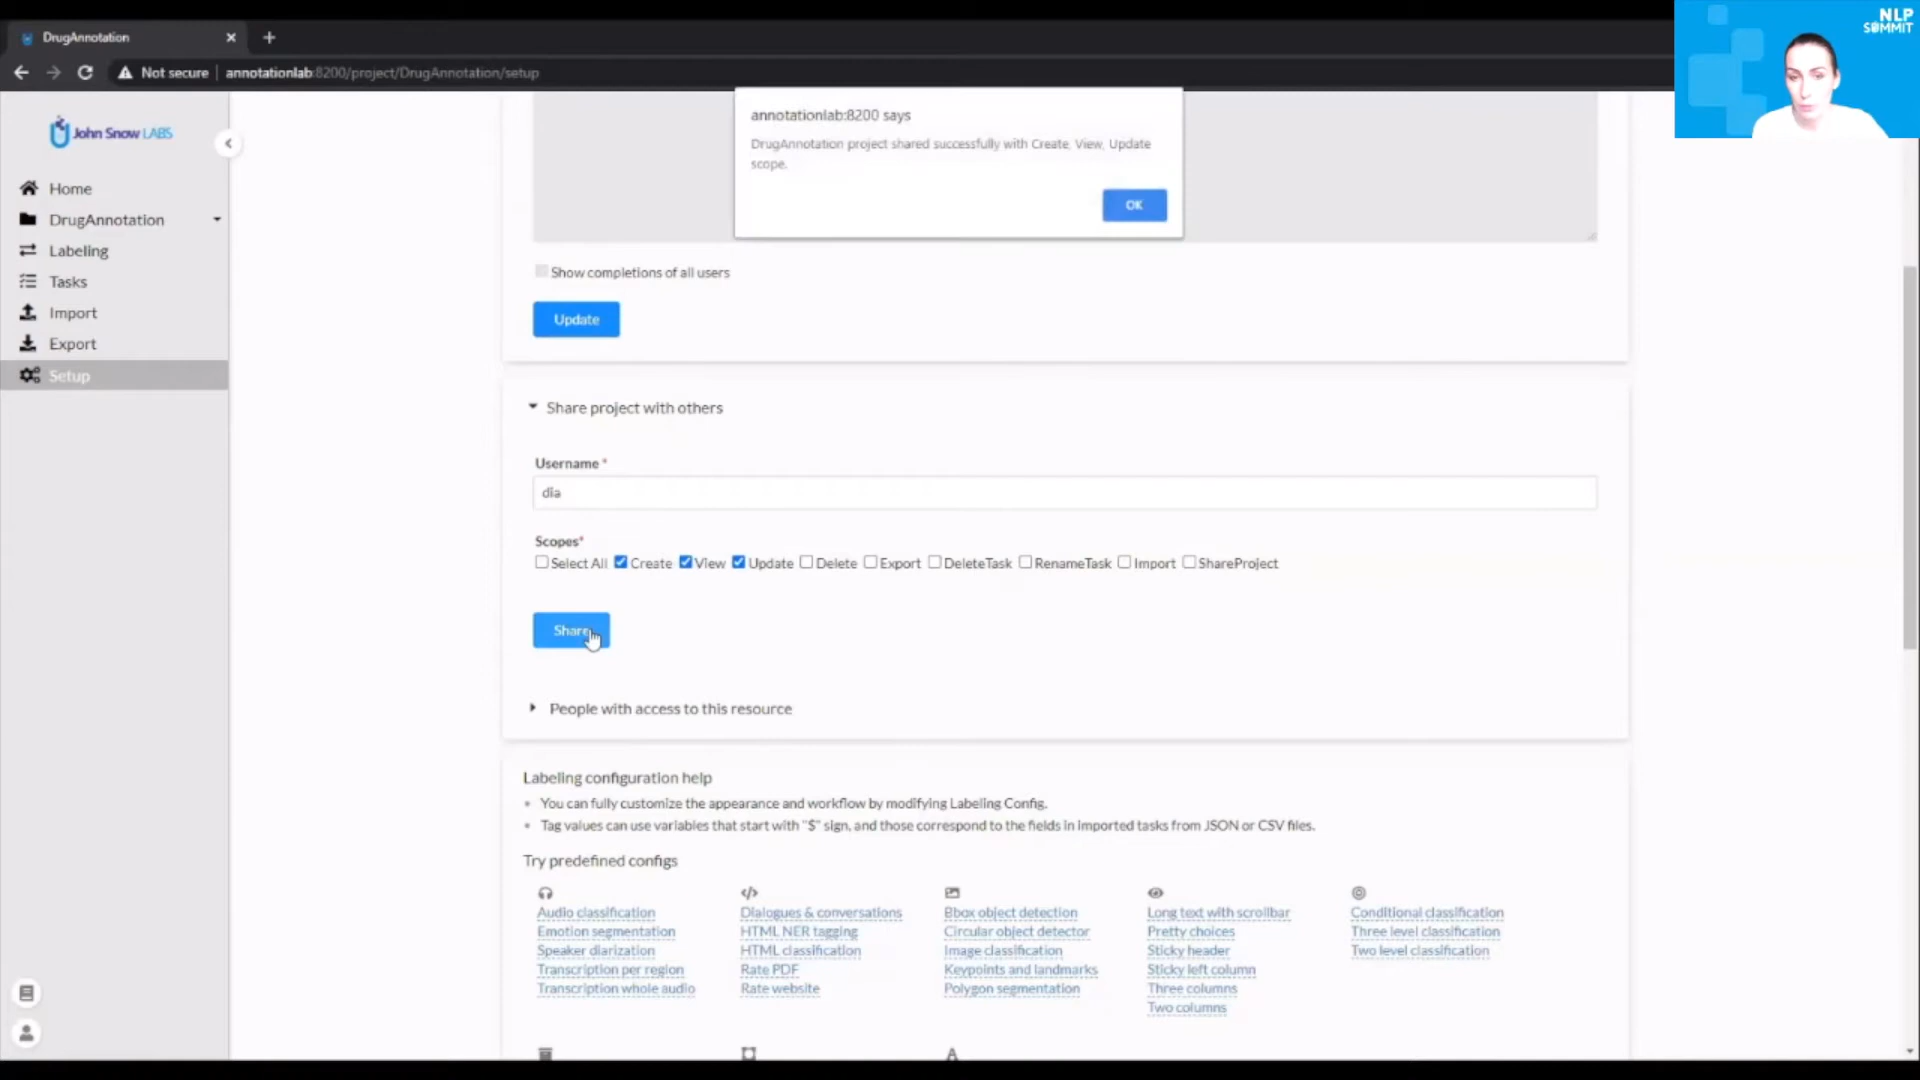 DrugAnnotation
NLP
SUMMIT
Not secure annotationlab:8200/project/DrugAnnotation/setup
annotationlab:8200 says
DrugAnnotation project shared successfully with Create, View, Update
scope.
OK
John Snow LABS
Home
DrugAnnotation
Labeling
Tasks
Import
Export
Setup
Show completions of all users
Update
Share project with others
Username *
dia
Scopes*
Select All Create View Update Delete Export DeleteTask RenameTask Import ShareProject
Share
People with access to this resource
Labeling configuration help
You can fully customize the appearance and workflow by modifying Labeling Config.
Tag values can use variables that start with "$" sign, and those correspond to the fields in imported tasks from JSON or CSV files.
Try predefined configs
Audio classification
Emotion segmentation
Speaker diarization
Transcription per region
Transcription whole audio
Dialogues & conversations
HTML NER tagging
HTML classification
Rate PDF
Rate website
Bbox object detection
Circular object detector
Image classification
Keypoints and landmarks
Polygon segmentation
Long text with scrollbar
Pretty choices
Sticky header
Sticky left column
Three columns
Two columns
Conditional classification
Three level classification
Two level classification